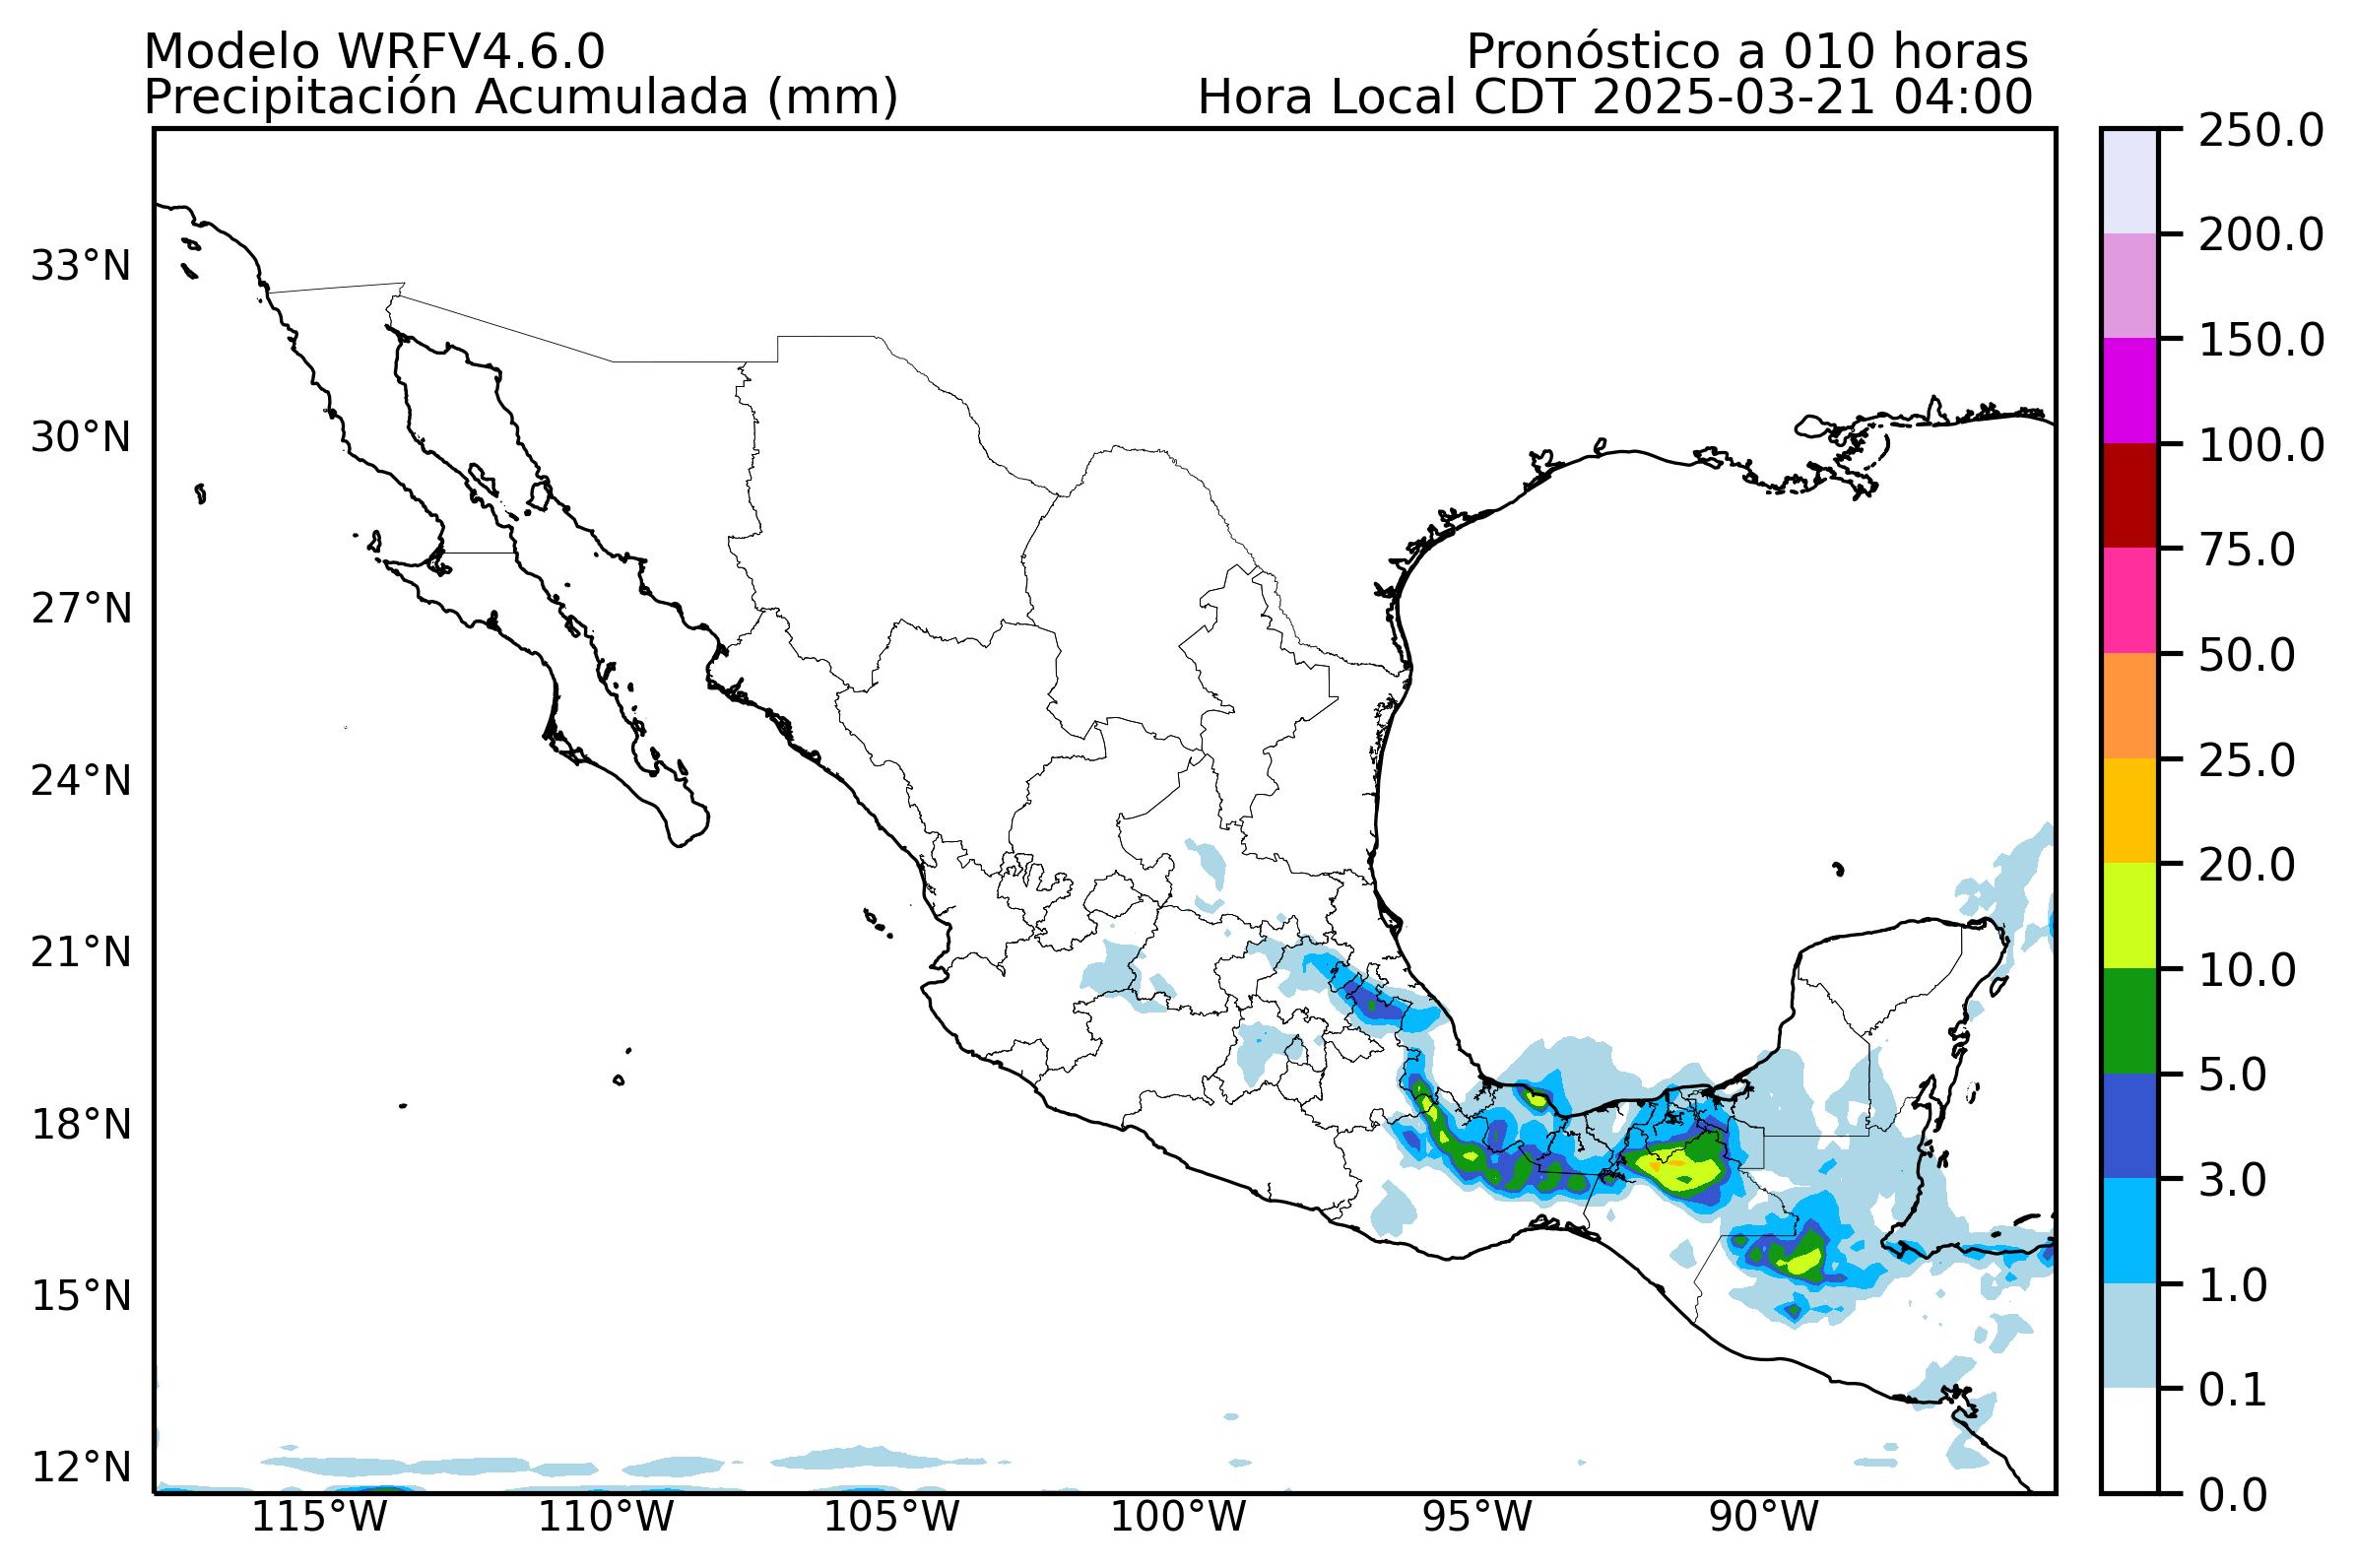 Modelo WRFV4.6.0
Pronóstico a 010 horas
Precipitación Acumulada (mm)
Hora Local CDT 2025-03-21 04:00
33°N
30°N
27°N
24°N
21°N
18°N
15°N
12°N
115°W
110°W
105°W
100°W
95°W
90°W
250.0
200.0
150.0
100.0
75.0
50.0
25.0
20.0
10.0
5.0
3.0
1.0
0.1
0.0